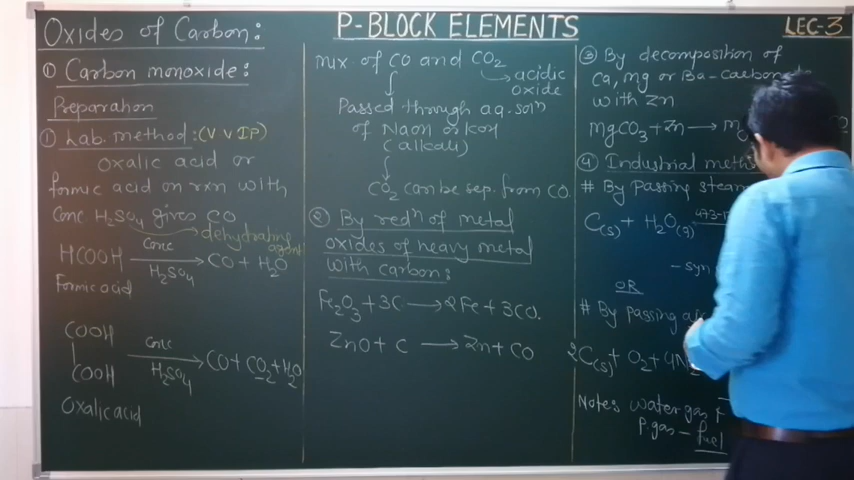 P-BLOCK ELEMENTS
LEC-3
Oxides of Carbon:
① Carbon monoxide:
Preparation
① Lab. method: (V V IP)
oxalic acid or
formic acid on rxn with
Conc. H2SO4 gives CO
dehydrating agent
HCOOH conc H2SO4 → CO + H2O
Formic acid
COOH
| conc H2SO4 → CO + CO2 + H2O
COOH
Oxalic acid
mix. of CO and CO2
acidic oxide
Passed through aq. soln
of NaOH or KOH
(alkali)
CO2 can be sep. from CO.
② By redn of metal
oxides of heavy metal
with carbon:
Fe2O3 + 3C → 2Fe + 3CO.
ZnO + C → Zn + CO
③ By decomposition of
Ca, Mg or Ba-
with Zn
MgCO3 + Zn → M
④ Industrial meth
# By passing steam
C(s) + H2O(g) 473-1
- syn
OR
# By passing ai
2C(s) + O2 + 4N2
Notes water gas
P. gas - fuel